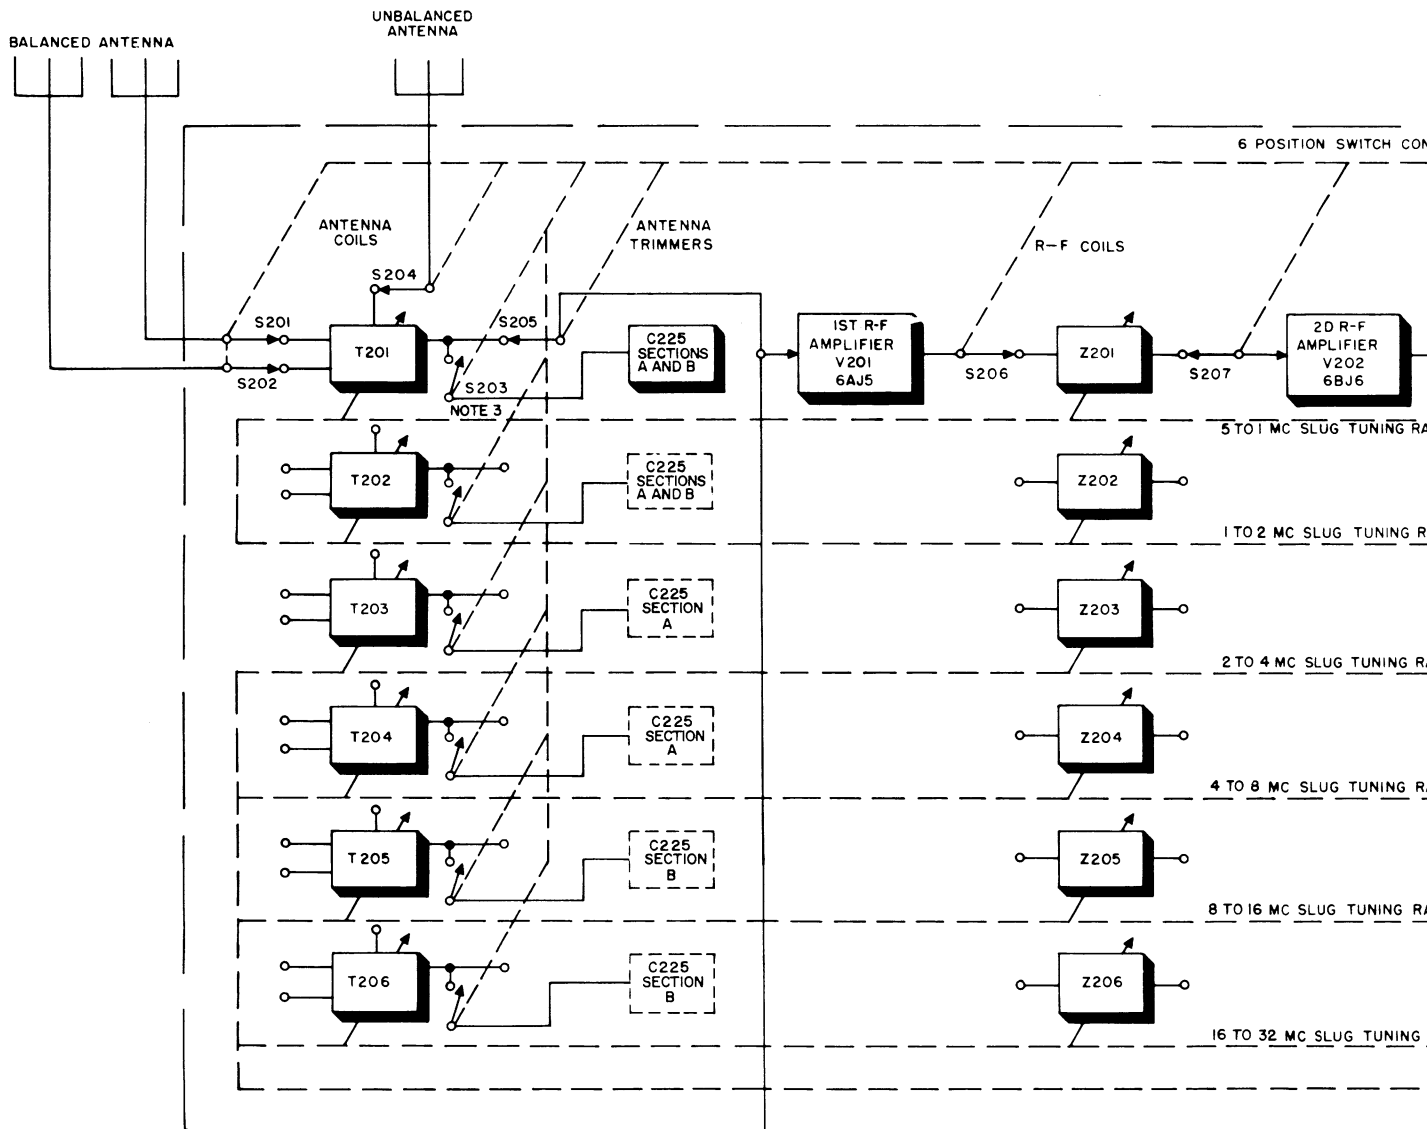 UNBALANCED
ANTENNA
BALANCED ANTENNA
6 POSITION SWITCH CON
ANTENNA
COILS
ANTENNA
TRIMMERS
R-F COILS
S204
S201
S202
T201
S205
S203
NOTE 3
C225
SECTIONS
A AND B
1ST R-F
AMPLIFIER
V201
6AJ5
S206
Z201
S207
2D R-F
AMPLIFIER
V202
6BJ6
5 TO 1 MC SLUG TUNING RA
T202
C225
SECTIONS
A AND B
Z202
1 TO 2 MC SLUG TUNING R
T203
C225
SECTION
A
Z203
2 TO 4 MC SLUG TUNING RA
T204
C225
SECTION
A
Z204
4 TO 8 MC SLUG TUNING RA
T205
C225
SECTION
B
Z205
8 TO 16 MC SLUG TUNING RA
T206
C225
SECTION
B
Z206
16 TO 32 MC SLUG TUNING